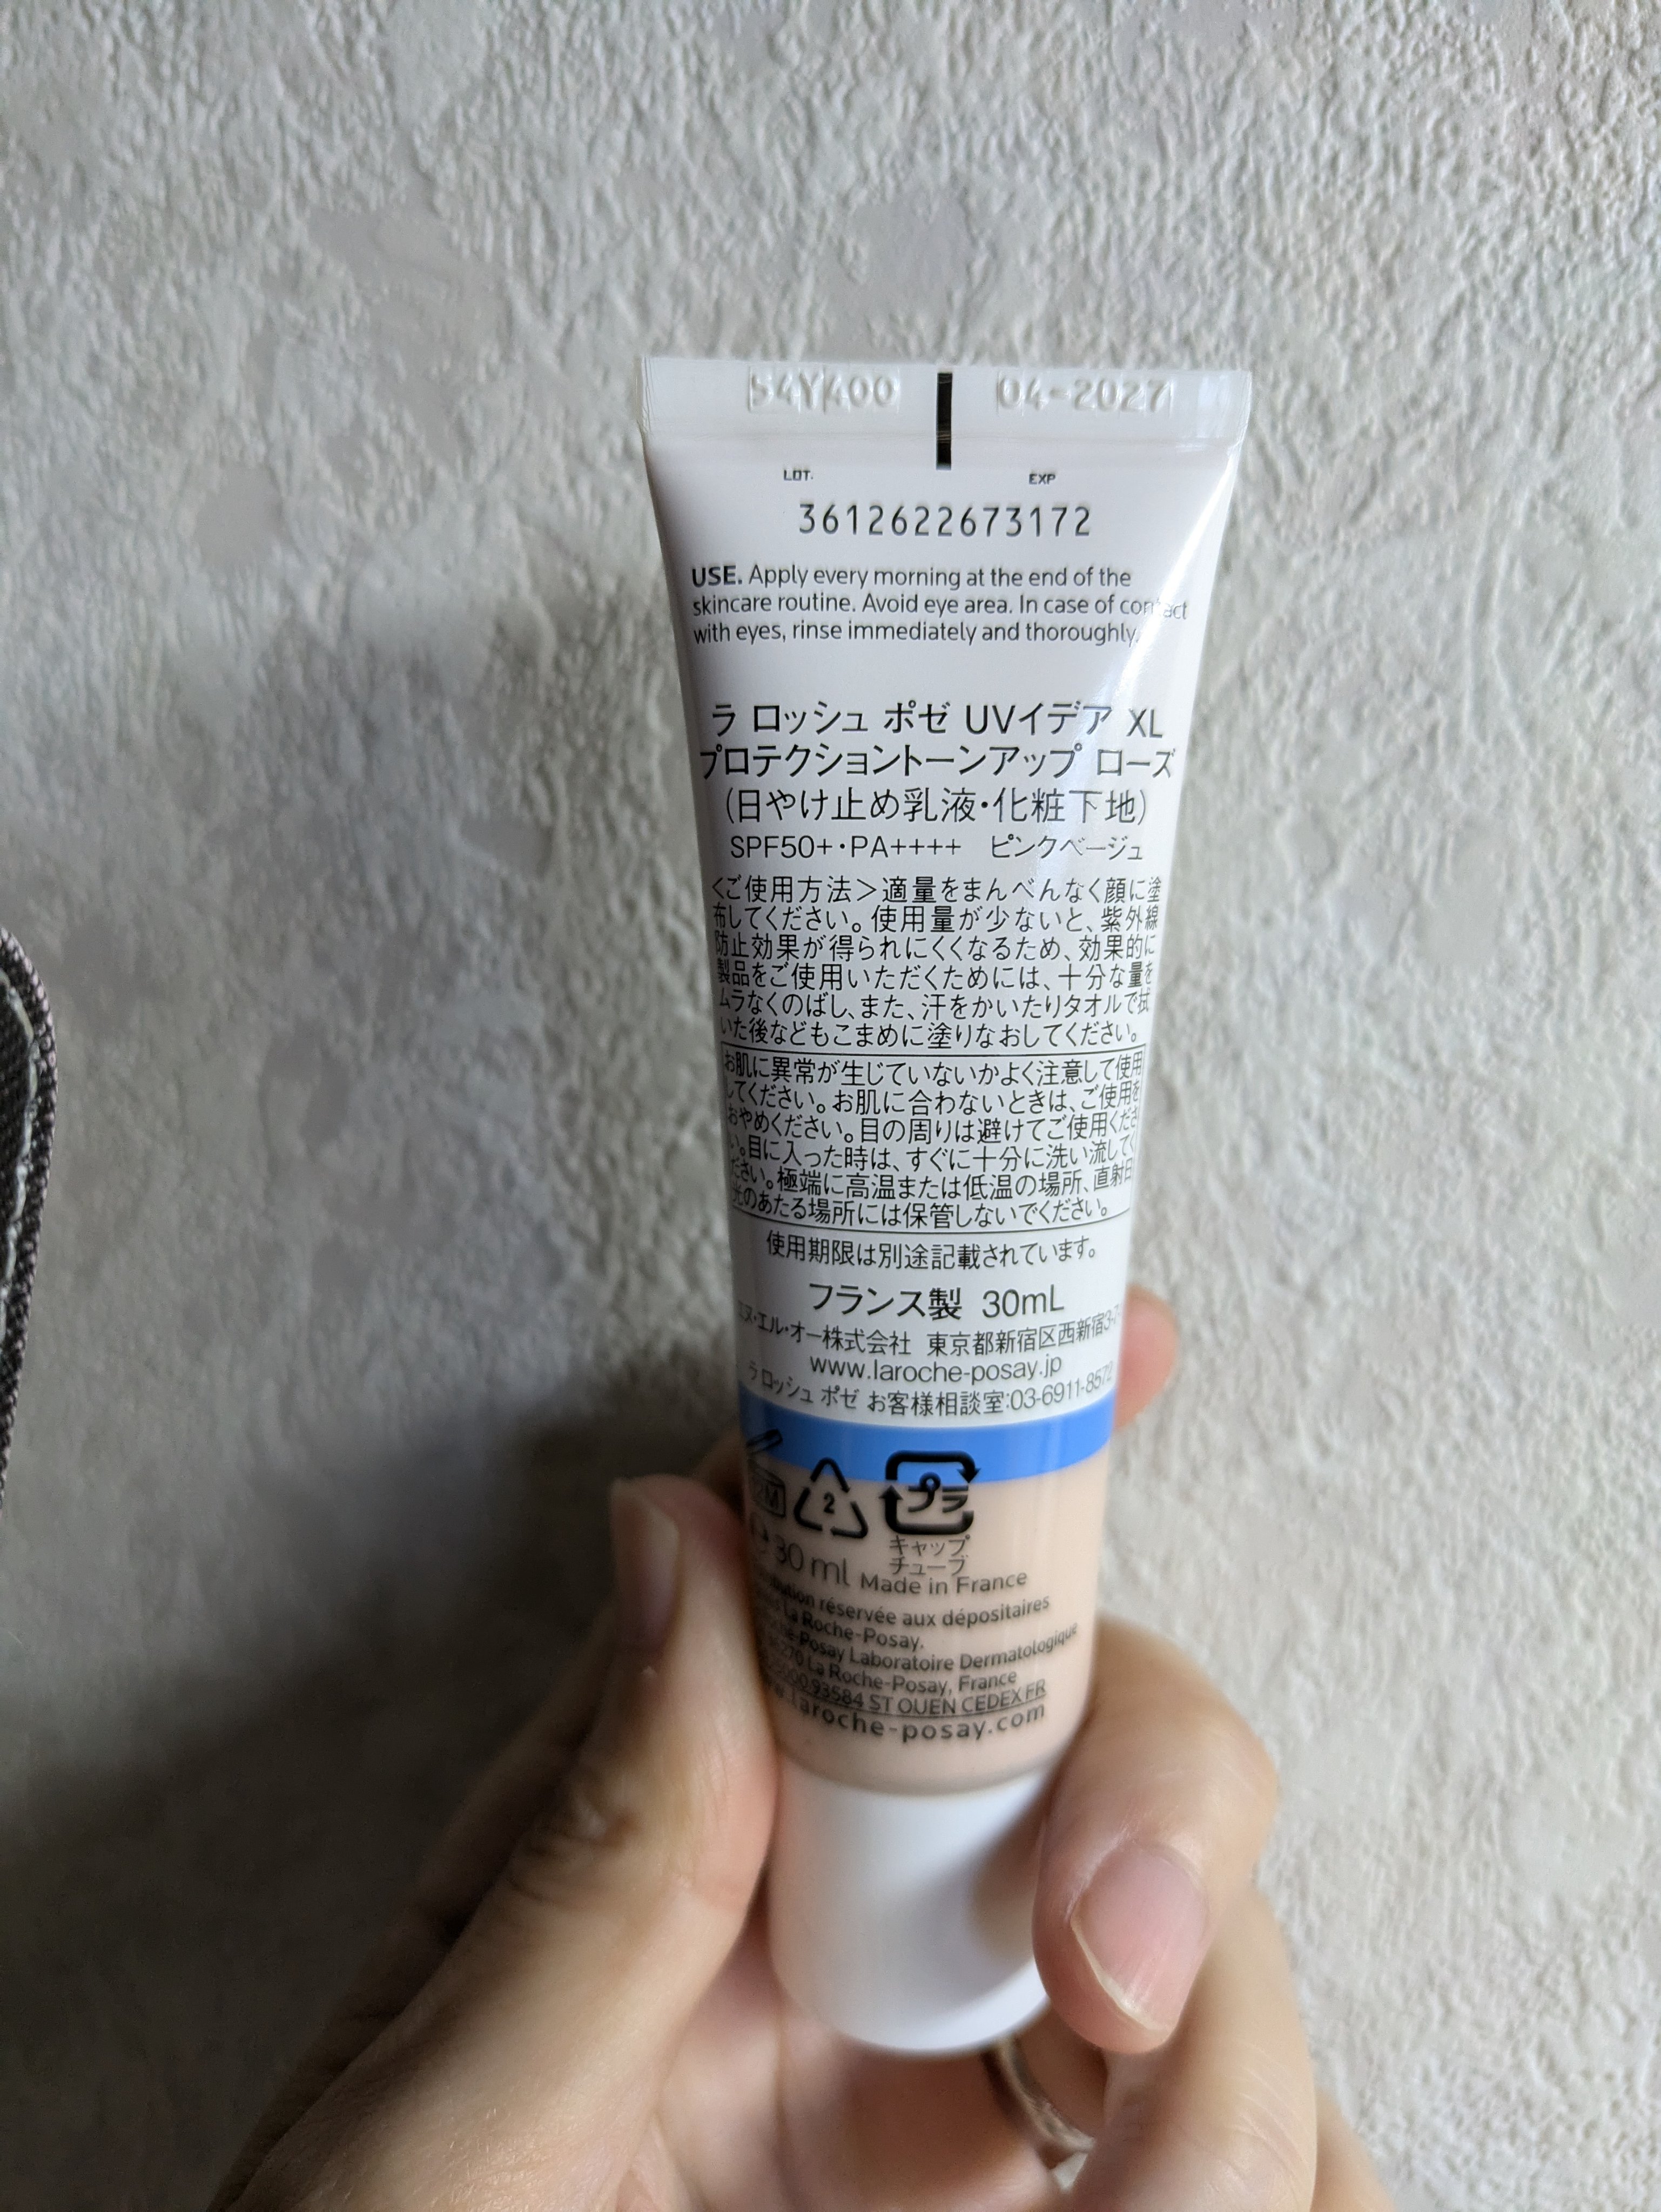 54Y400 04-2027
LOT. EXP
3612622673172
USE. Apply every morning at the end of the
skincare routine. Avoid eye area. In case of contact
with eyes, rinse immediately and thoroughly.
ラ ロッシュ ポゼ UVイデア XL
プロテクショントーンアップ ローズ
(日やけ止め乳液・化粧下地)
SPF50+・PA++++ ピンクベージュ
<ご使用方法>適量をまんべんなく顔に塗
布してください。使用量が少ないと、紫外線
防止効果が得られにくくなるため、効果的に
製品をご使用いただくためには、十分な量を
ムラなくのばし、また、汗をかいたりタオルで拭
いた後などもこまめに塗りなおしてください。
お肌に異常が生じていないかよく注意して使用
してください。お肌に合わないときは、ご使用を
おやめください。目の周りは避けてご使用くださ
い。目に入った時は、すぐに十分に洗い流してく
ださい。極端に高温または低温の場所、直射日
光のあたる場所には保管しないでください。
使用期限は別途記載されています。
フランス製 30mL
エヌ・エル・オー株式会社 東京都新宿区西新宿3-7-
www.laroche-posay.jp
ラ ロッシュ ポゼ お客様相談室:03-6911-8572
2 プラ
キャップ
チューブ
30 ml Made in France
réservée aux dépositaires
La Roche-Posay.
Posay Laboratoire Dermatologique
La Roche-Posay, France
93584 ST OUEN CEDEX FR
laroche-posay.com